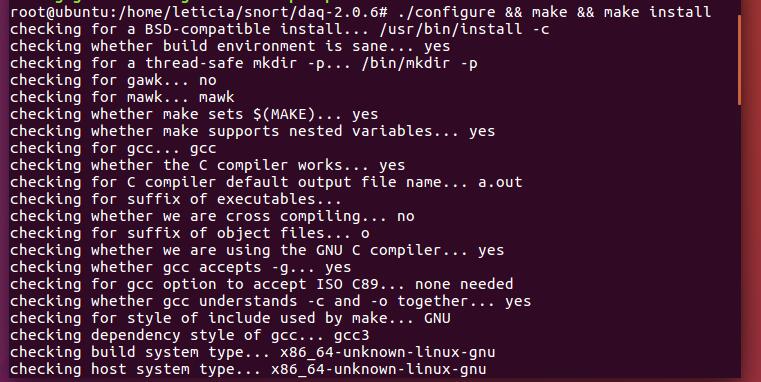 root@ubuntu:/home/leticia/snort/daq-2.0.6# ./configure && make && make install
checking for a BSD-compatible install... /usr/bin/install -c
checking whether build environment is sane... yes
checking for a thread-safe mkdir -p... /bin/mkdir -p
checking for gawk... no
checking for mawk... mawk
checking whether make sets $(MAKE)... yes
checking whether make supports nested variables... yes
checking for gcc... gcc
checking whether the C compiler works... yes
checking for C compiler default output file name... a.out
checking for suffix of executables...
checking whether we are cross compiling... no
checking for suffix of object files... o
checking whether we are using the GNU C compiler... yes
checking whether gcc accepts -g... yes
checking for gcc option to accept ISO C89... none needed
checking whether gcc understands -c and -o together... yes
checking for style of include used by make... GNU
checking dependency style of gcc... gcc3
checking build system type... x86_64-unknown-linux-gnu
checking host system type... x86_64-unknown-linux-gnu